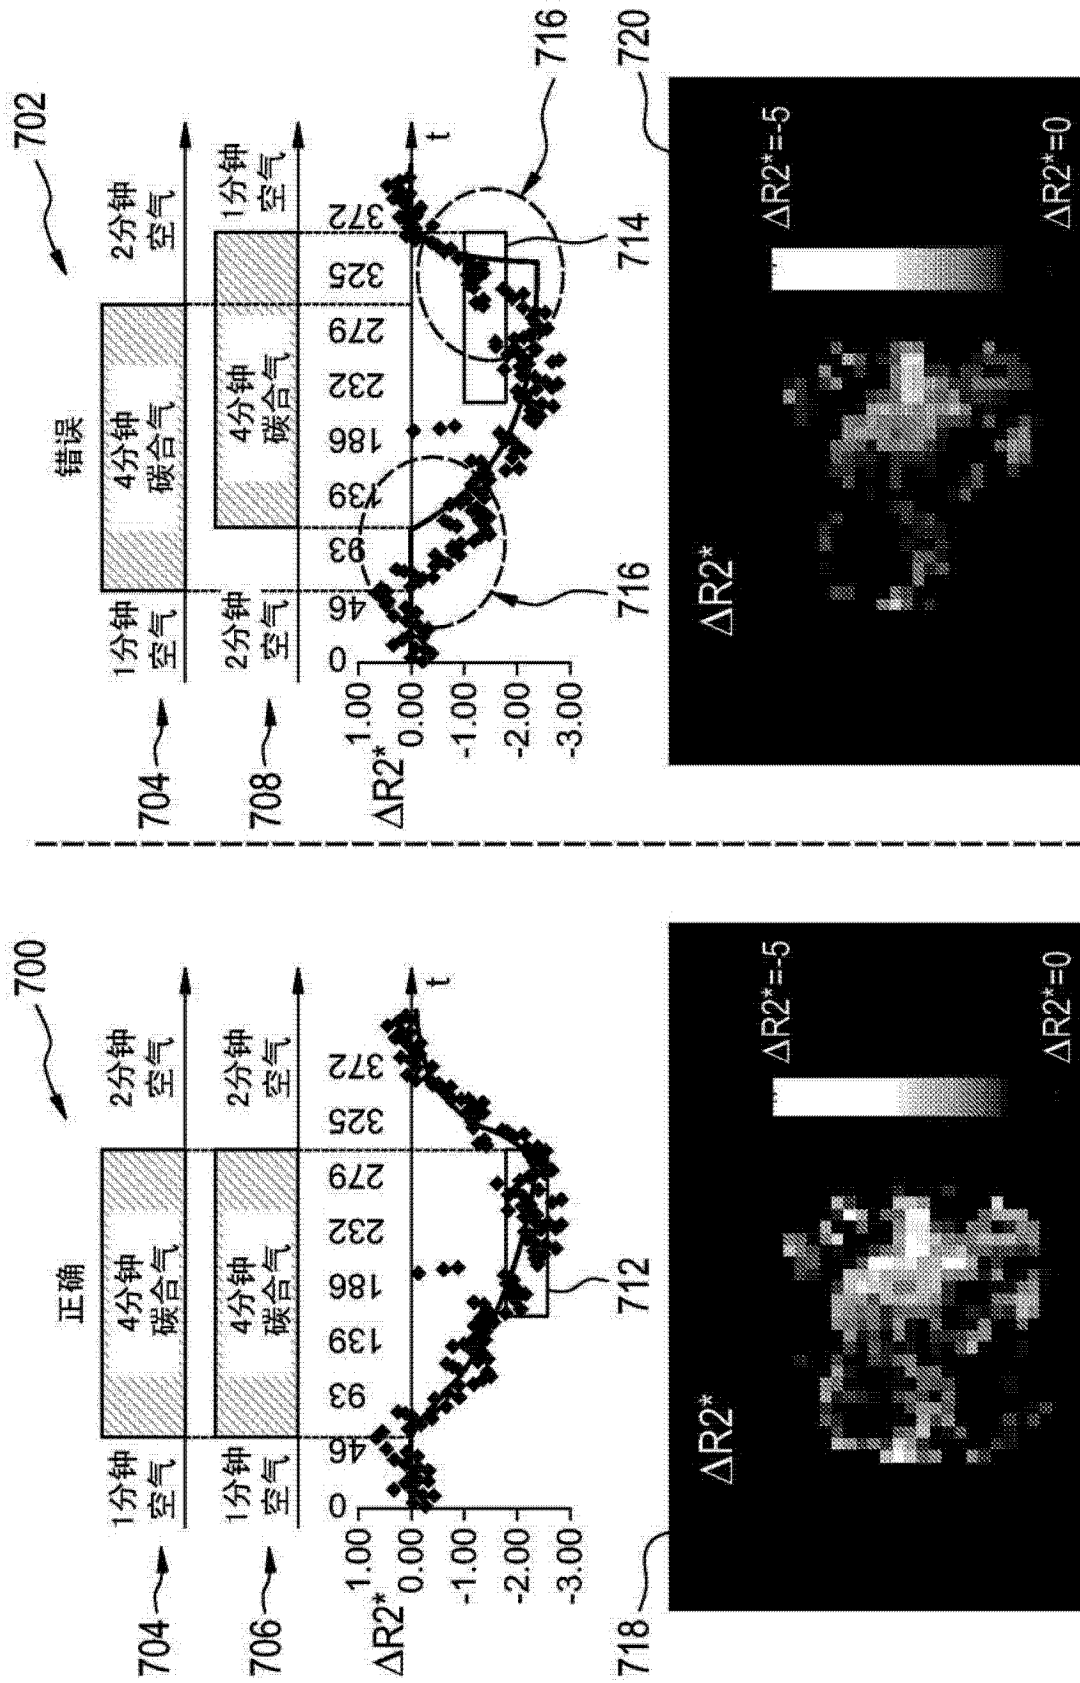 700
正确
704
1分钟
空气
4分钟
碳合气
2分钟
空气
706
1分钟
空气
4分钟
碳合气
2分钟
空气
0 46 93 139 186 232 279 325 372
t
1.00
0.00
-1.00
-2.00
-3.00
ΔR2*
712
718
ΔR2*
ΔR2*=-5
ΔR2*=0
702
错误
704
1分钟
空气
4分钟
碳合气
2分钟
空气
708
2分钟
空气
4分钟
碳合气
1分钟
空气
0 46 93 139 186 232 279 325 372
t
1.00
0.00
-1.00
-2.00
-3.00
ΔR2*
716
716
714
720
ΔR2*
ΔR2*=-5
ΔR2*=0